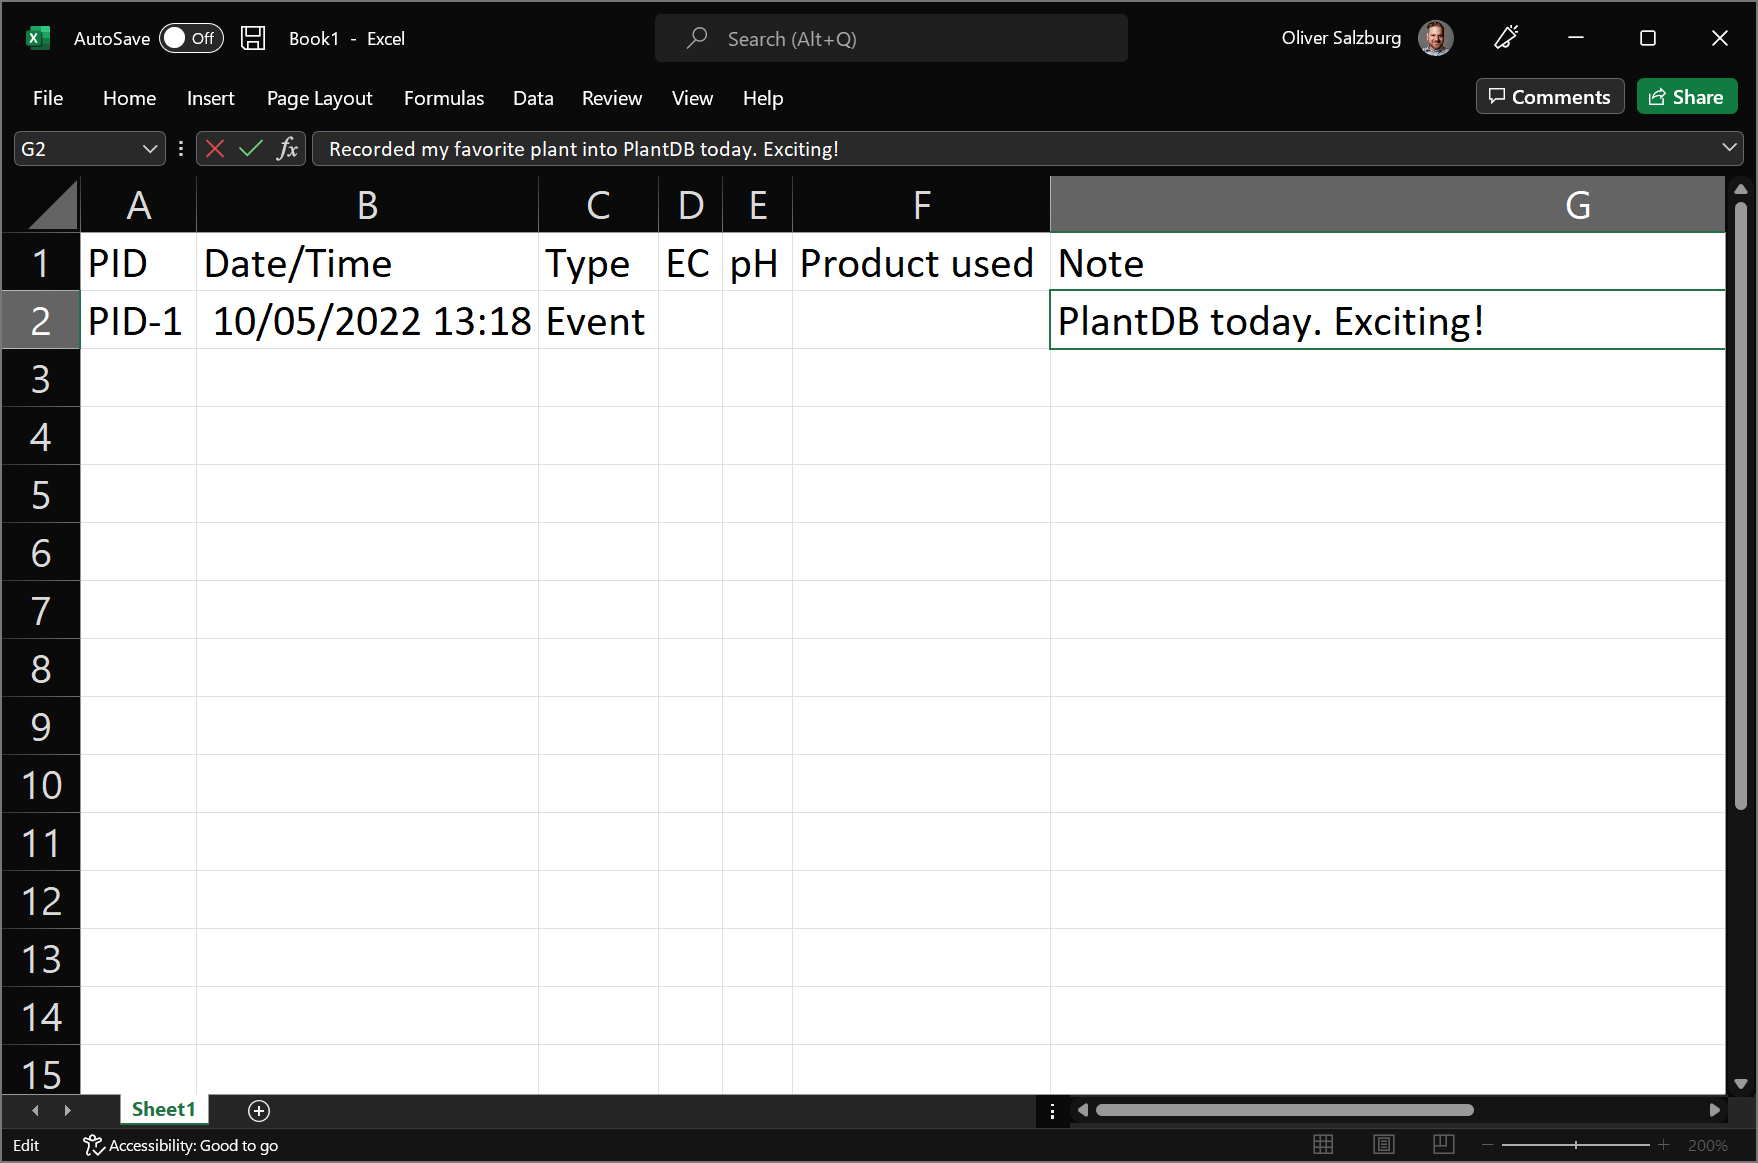 AutoSave Off Book1 - Excel Search (Alt+Q) Oliver Salzburg
File Home Insert Page Layout Formulas Data Review View Help Comments Share
G2 fx Recorded my favorite plant into PlantDB today. Exciting!
A B C D E F G
1 PID Date/Time Type EC pH Product used Note
2 PID-1 10/05/2022 13:18 Event PlantDB today. Exciting!
3
4
5
6
7
8
9
10
11
12
13
14
15
Sheet1
Edit Accessibility: Good to go 200%